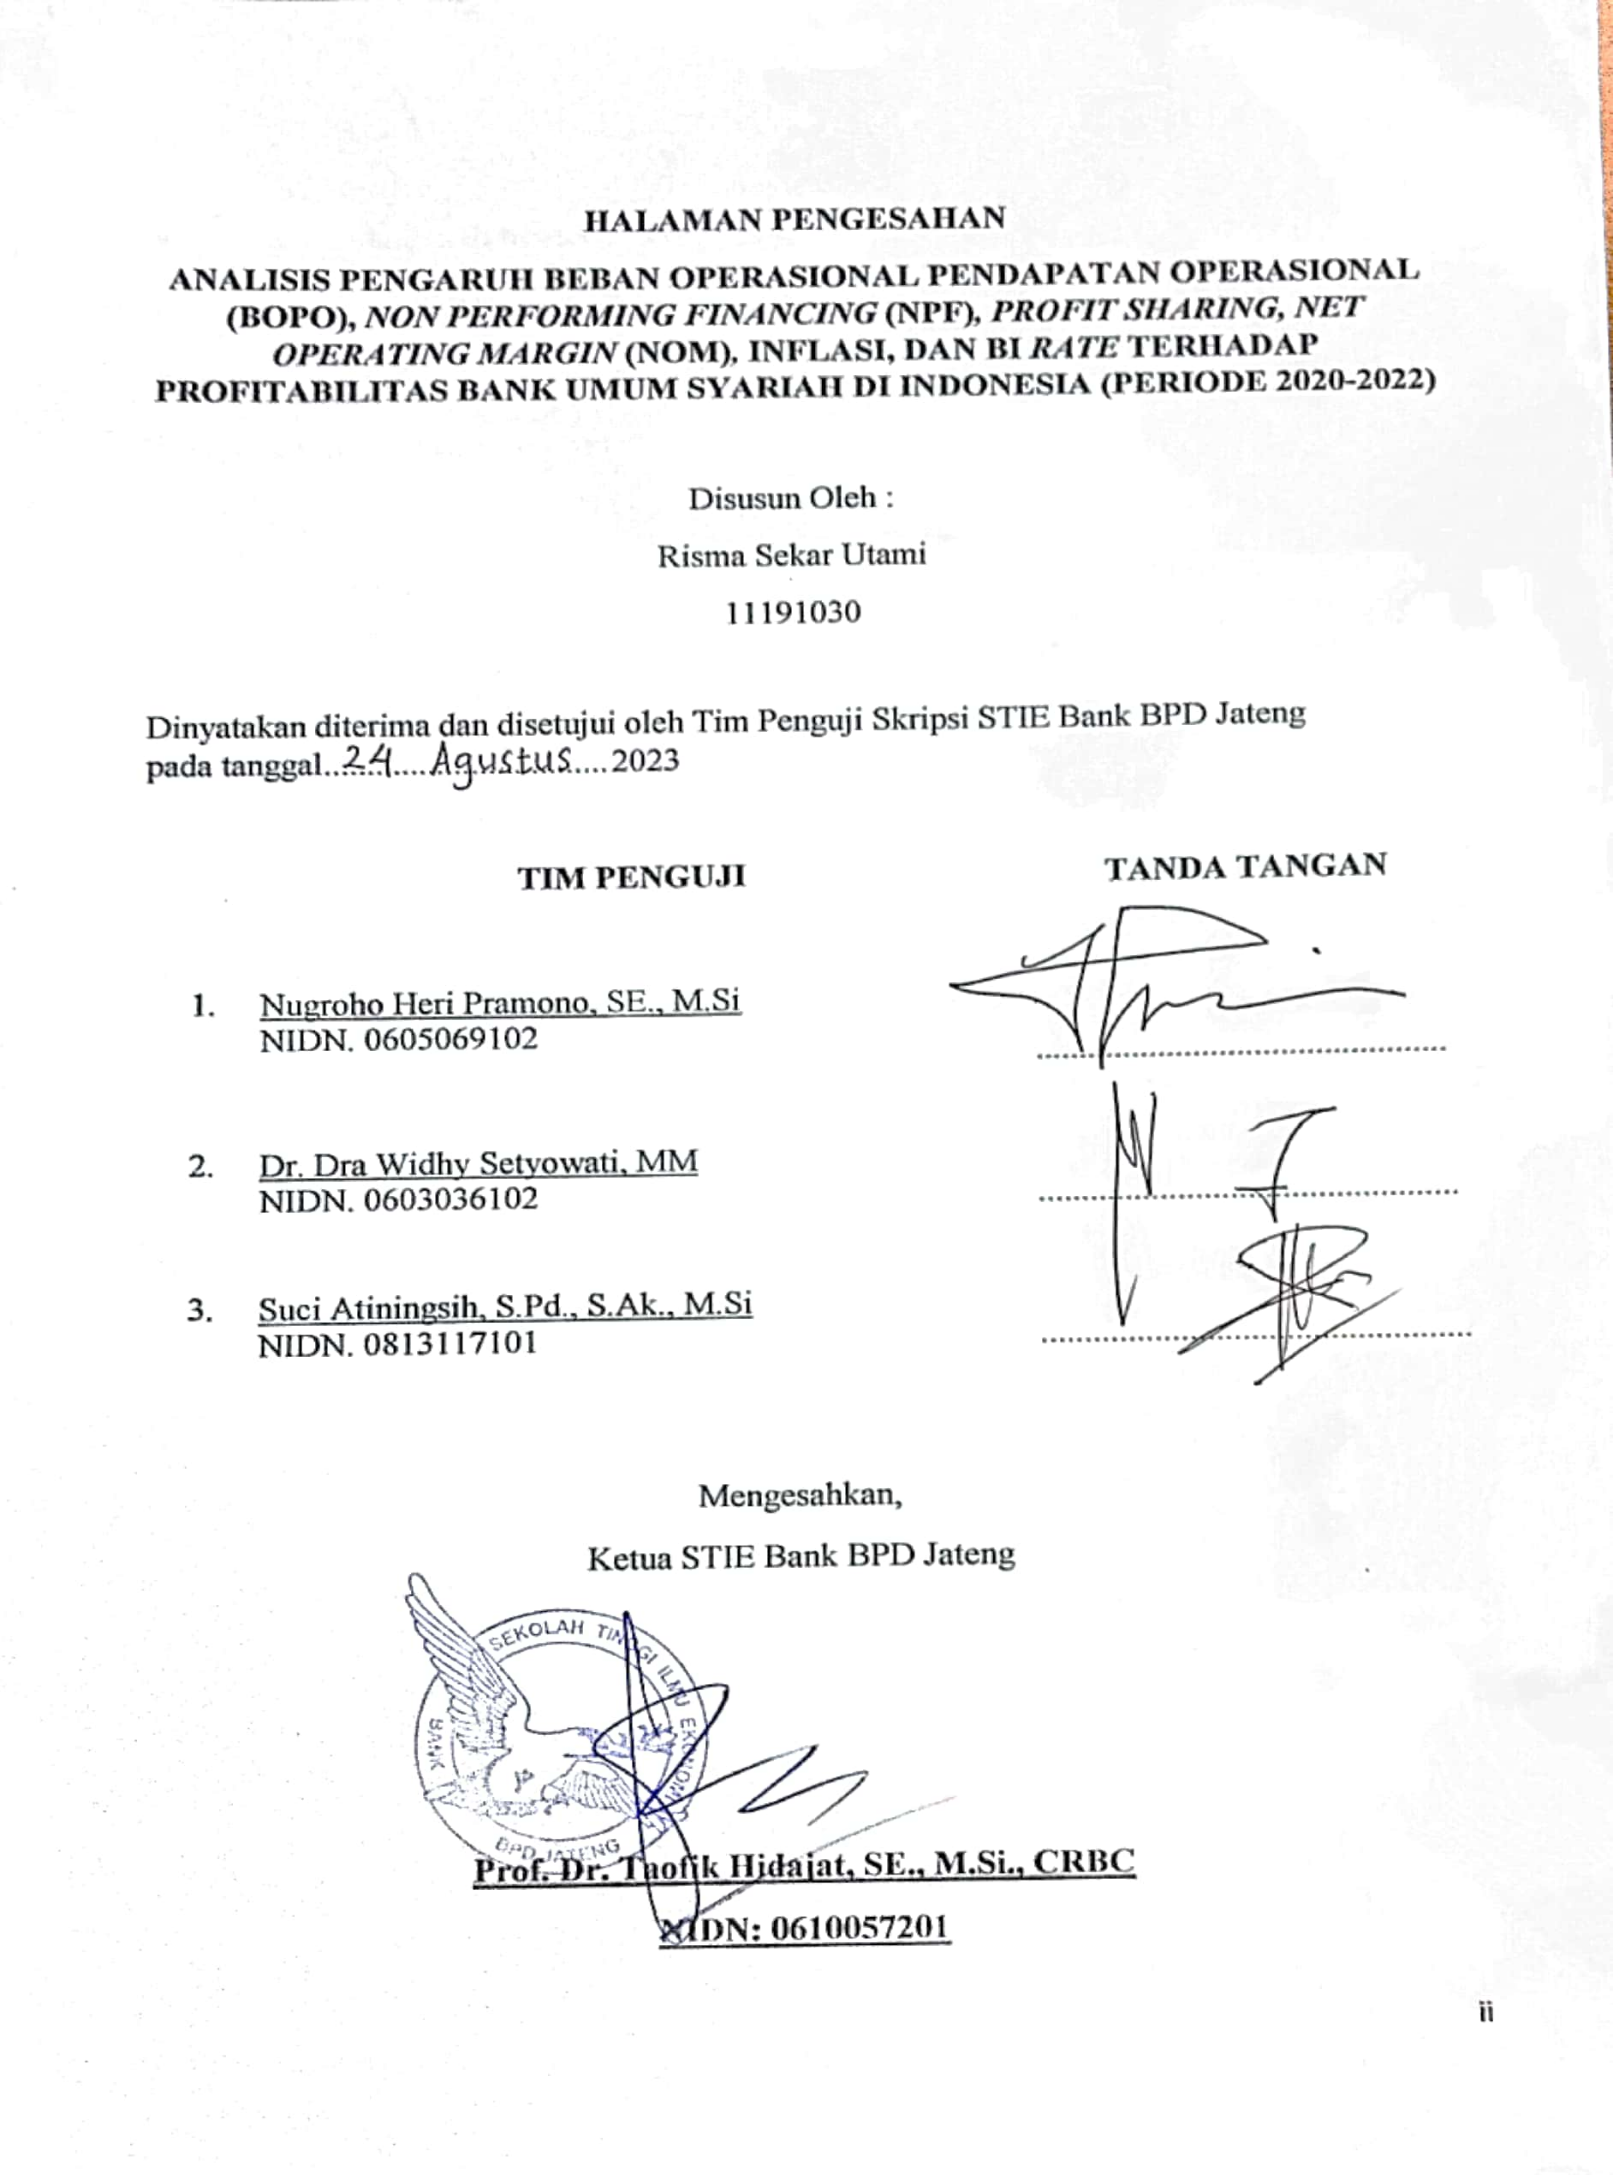 HALAMAN PENGESAHAN
ANALISIS PENGARUH BEBAN OPERASIONAL PENDAPATAN OPERASIONAL
(BOPO), NON PERFORMING FINANCING (NPF), PROFIT SHARING, NET
OPERATING MARGIN (NOM), INFLASI, DAN BI RATE TERHADAP
PROFITABILITAS BANK UMUM SYARIAH DI INDONESIA (PERIODE 2020-2022)
Disusun Oleh :
Risma Sekar Utami
11191030
Dinyatakan diterima dan disetujui oleh Tim Penguji Skripsi STIE Bank BPD Jateng
pada tanggal..24....Agustus....2023
TIM PENGUJI TANDA TANGAN
1. Nugroho Heri Pramono, SE., M.Si
NIDN. 0605069102
2. Dr. Dra Widhy Setyowati, MM
NIDN. 0603036102
3. Suci Atiningsih, S.Pd., S.Ak., M.Si
NIDN. 0813117101
Mengesahkan,
Ketua STIE Bank BPD Jateng
SEKOLAH TINGGI ILMU EKONOMI
BANK
BPD JATENG
Prof. Dr. Taofik Hidajat, SE., M.Si., CRBC
NIDN: 0610057201
ii